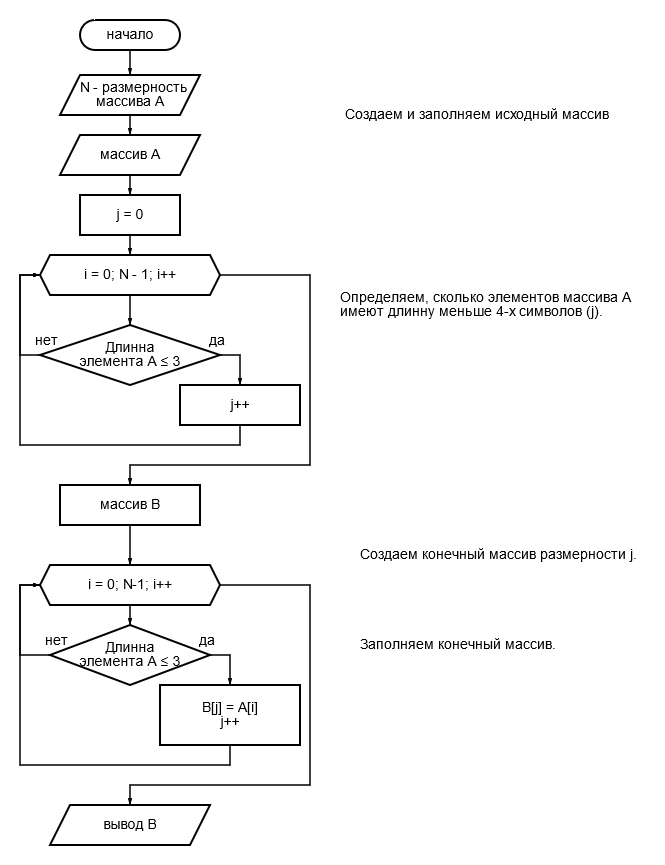 начало
N - размерность
массива A
Создаем и заполняем исходный массив
массив A
j = 0
i = 0; N - 1; i++
Определяем, сколько элементов массива A
имеют длинну меньше 4-х символов (j).
нет
да
Длинна
элемента A ≤ 3
j++
массив B
Создаем конечный массив размерности j.
i = 0; N-1; i++
нет
да
Длинна
элемента A ≤ 3
Заполняем конечный массив.
B[j] = A[i]
j++
вывод B